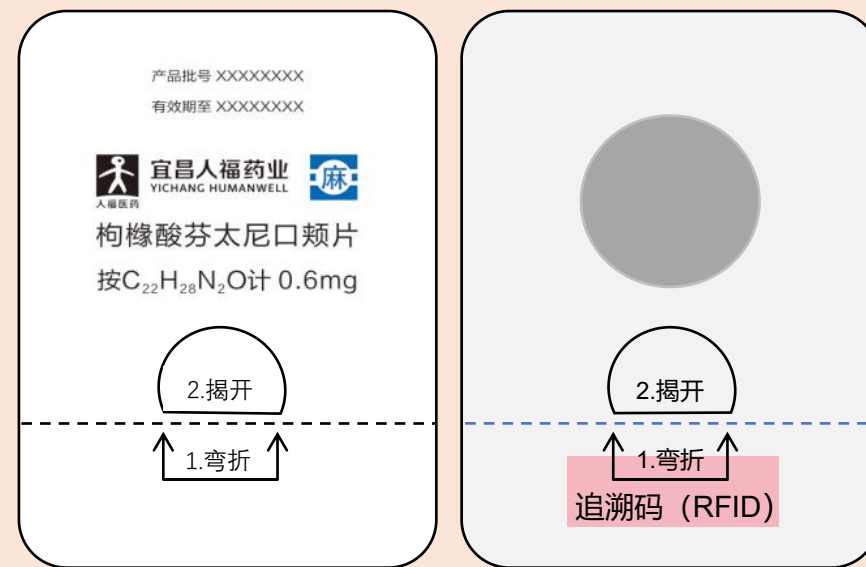 产品批号 XXXXXXXX
有效期至 XXXXXXXX
人福医药
宜昌人福药业
YICHANG HUMANWELL
麻
枸橼酸芬太尼口颊片
按C₂₂H₂₈N₂O计 0.6mg
2.揭开
1.弯折
2.揭开
1.弯折
追溯码（RFID）